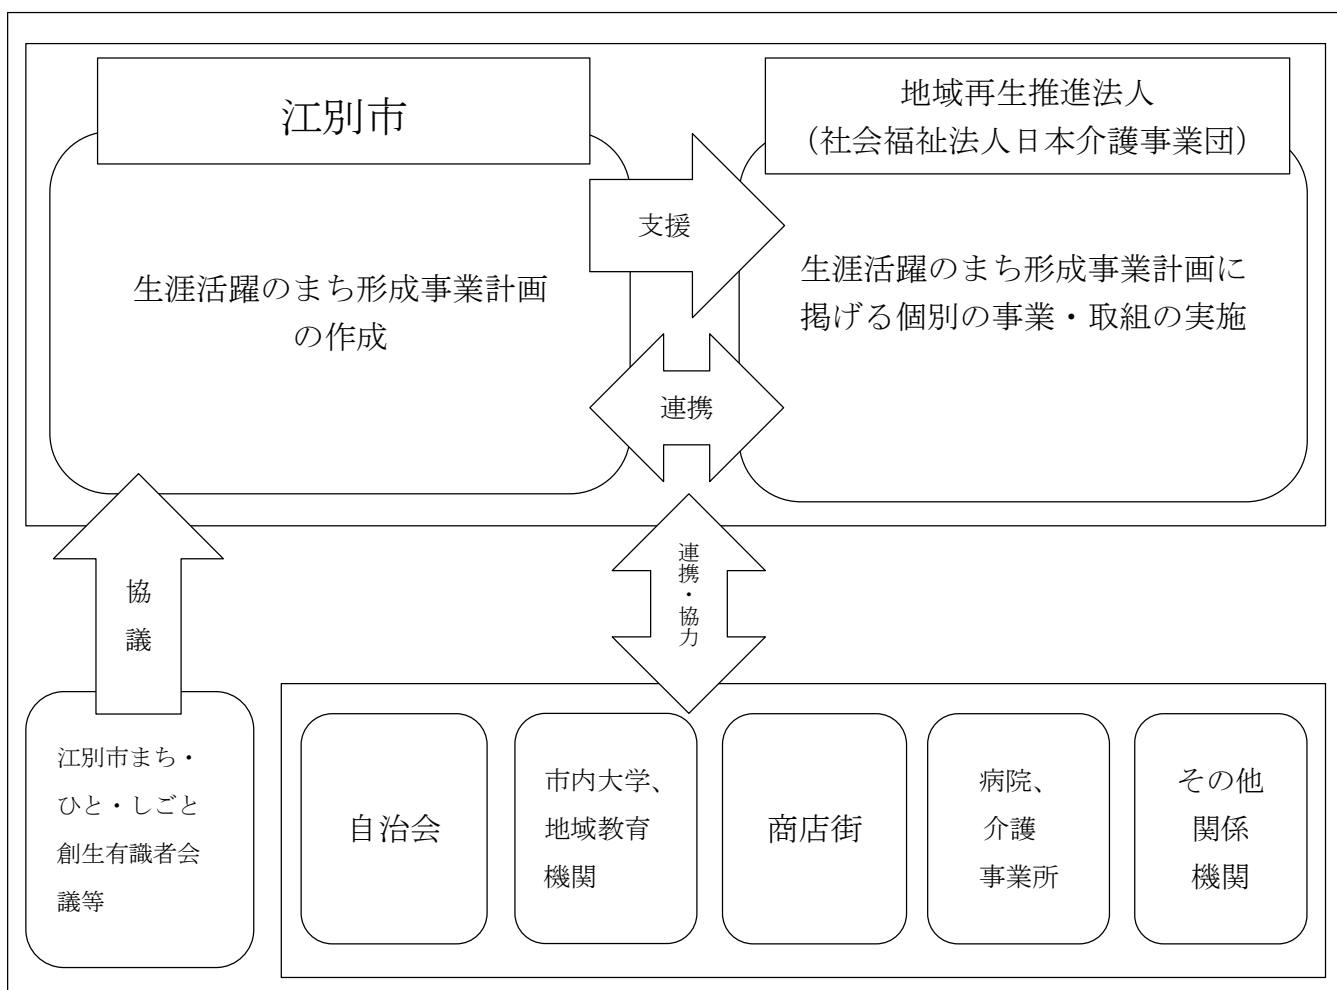 江別市
生涯活躍のまち形成事業計画
の作成
支援
連携
地域再生推進法人
（社会福祉法人日本介護事業団）
生涯活躍のまち形成事業計画に
掲げる個別の事業・取組の実施
協
議
連携・協力
江別市まち・
ひと・しごと
創生有識者会
議等
自治会
市内大学、
地域教育
機関
商店街
病院、
介護
事業所
その他
関係
機関